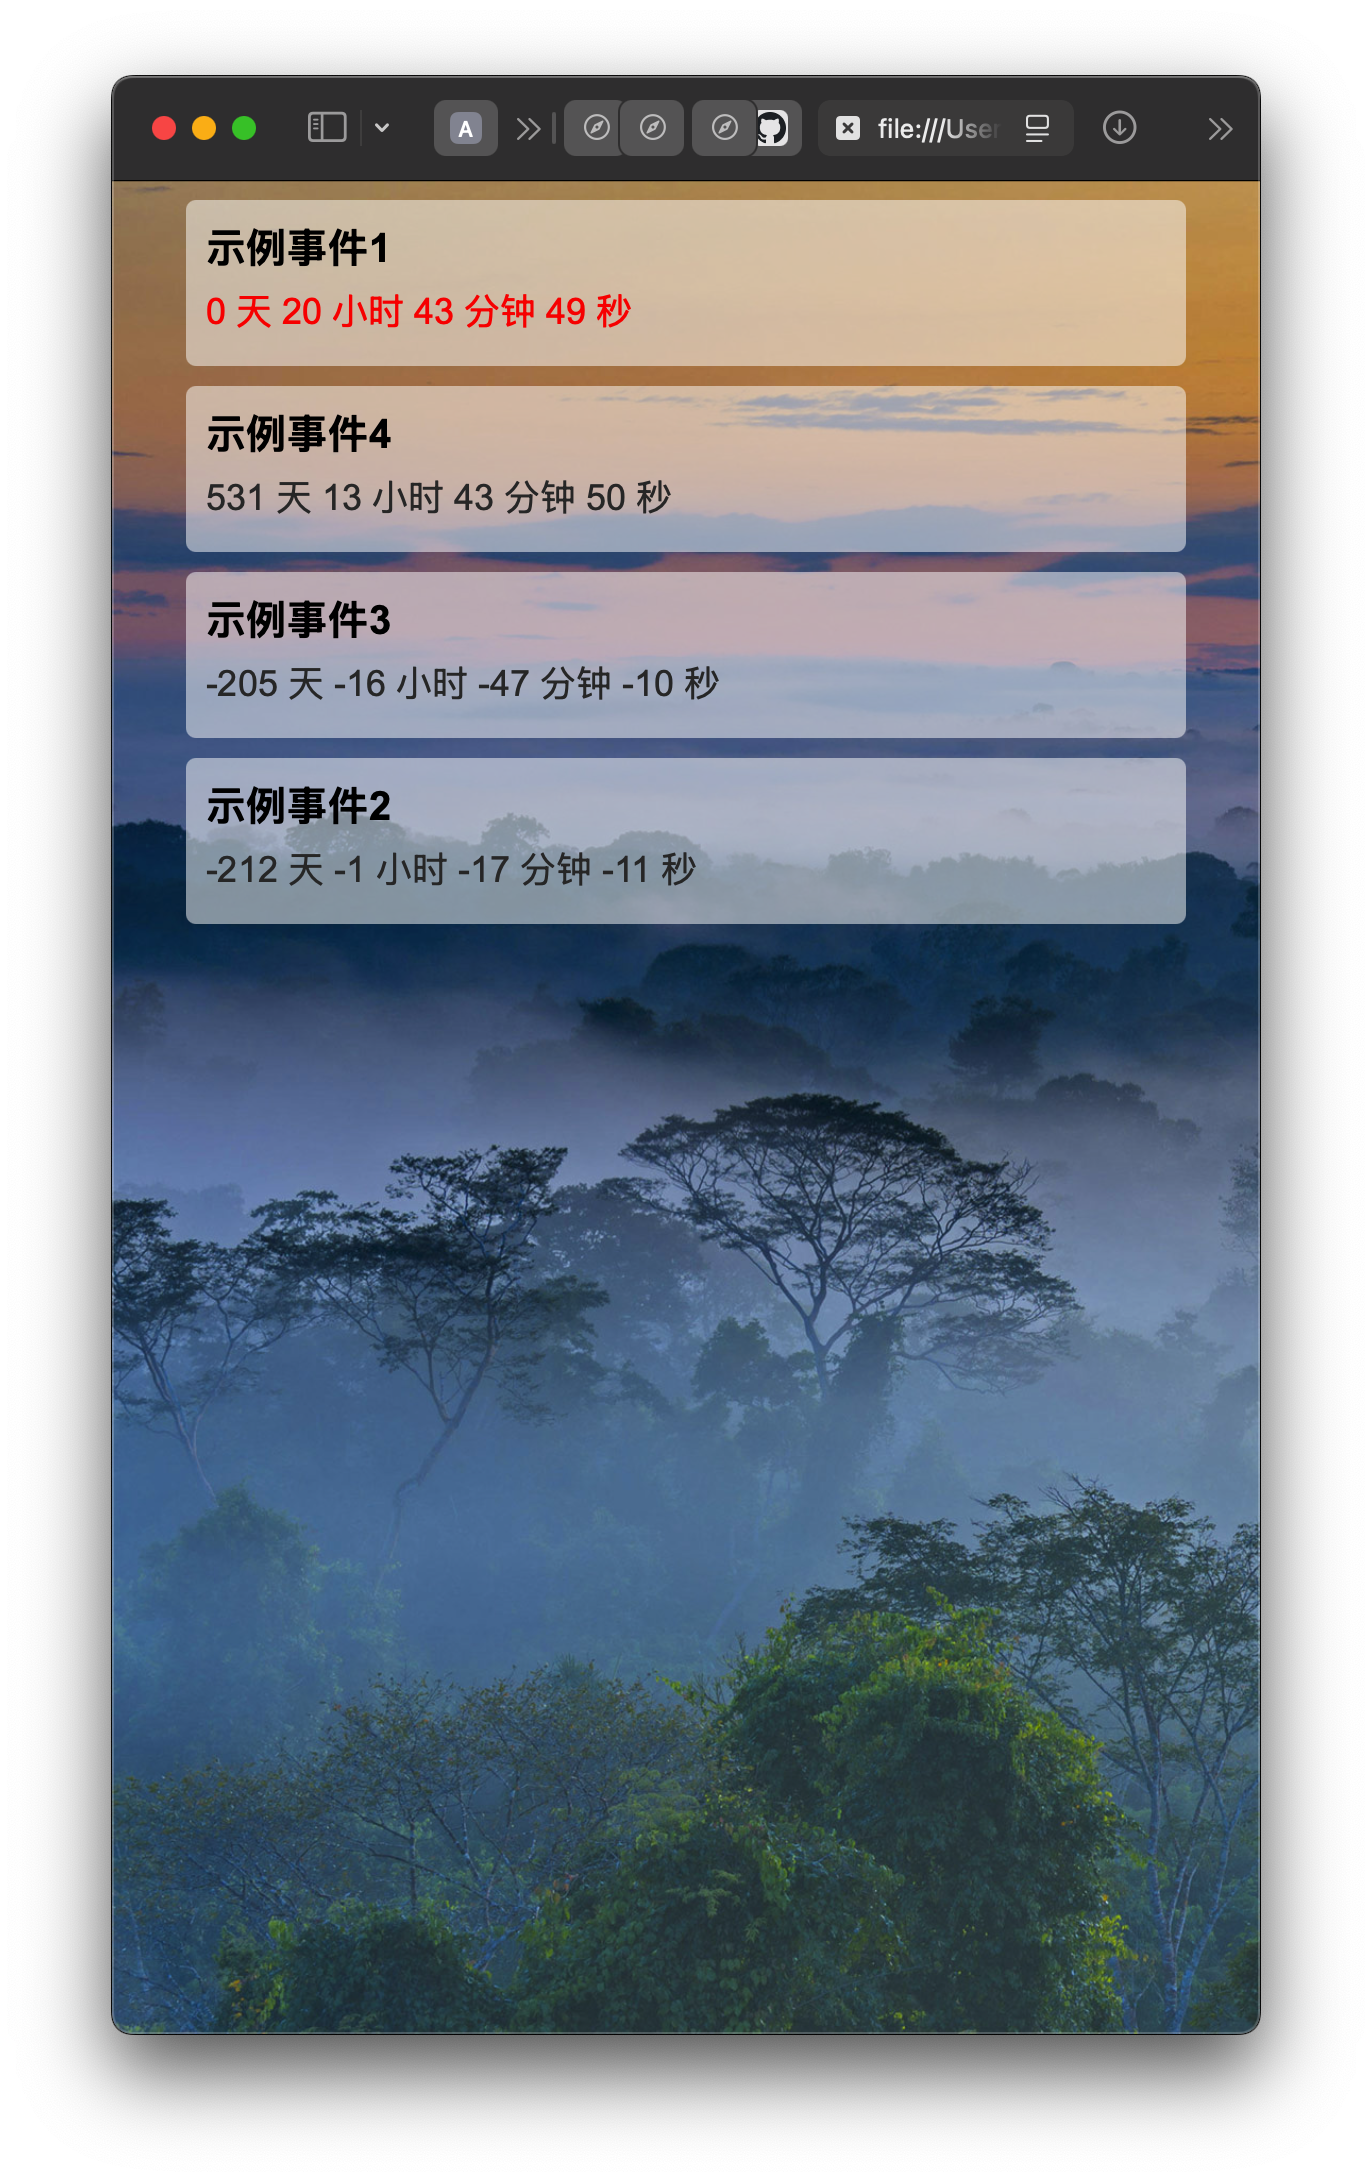 A
file:///User
示例事件1
0 天 20 小时 43 分钟 49 秒
示例事件4
531 天 13 小时 43 分钟 50 秒
示例事件3
-205 天 -16 小时 -47 分钟 -10 秒
示例事件2
-212 天 -1 小时 -17 分钟 -11 秒